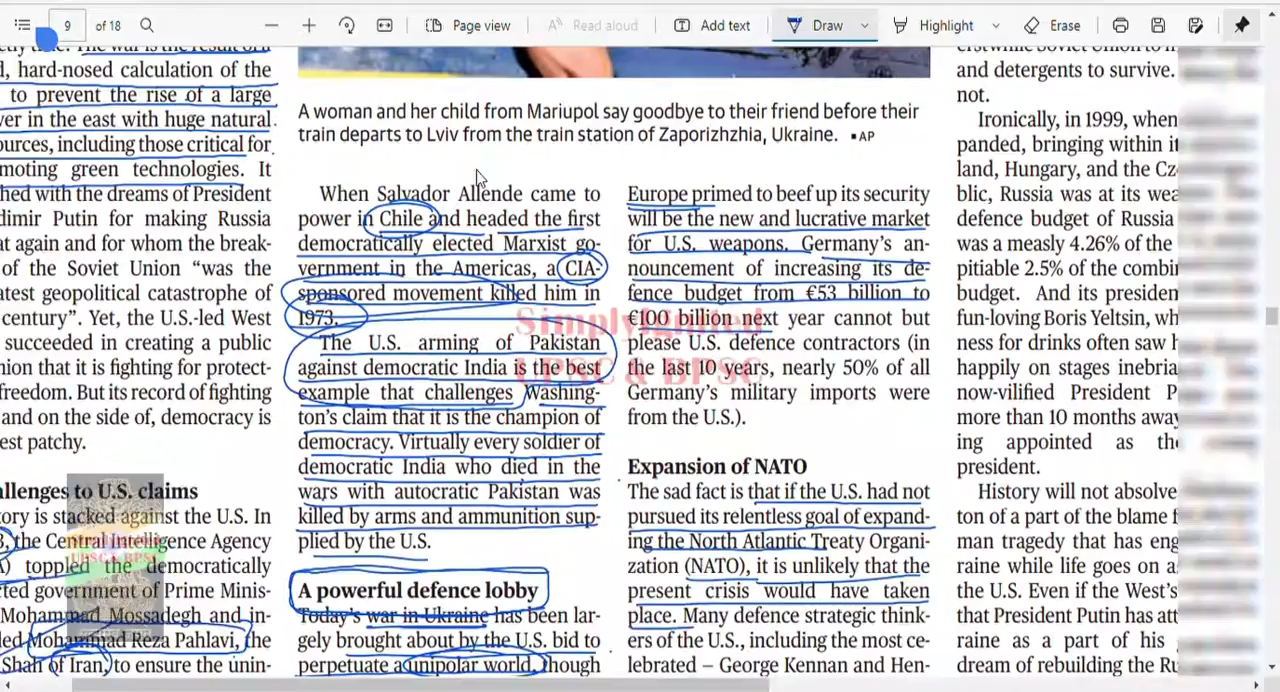 9
of 18
Page view
Read aloud
Add text
Draw
Highlight
Erase
ctly time. The war is the result of a
d, hard-nosed calculation of the
to prevent the rise of a large
ver in the east with huge natural
ources, including those critical for
moting green technologies. It
hed with the dreams of President
dimir Putin for making Russia
at again and for whom the break-
of the Soviet Union “was the
atest geopolitical catastrophe of
century”. Yet, the U.S.-led West
succeeded in creating a public
nion that it is fighting for protect-
freedom. But its record of fighting
and on the side of, democracy is
est patchy.
allenges to U.S. claims
tory is stacked against the U.S. In
3, the Central Intelligence Agency
A) toppled the democratically
cted government of Prime Minis-
Mohammad Mossadegh and in-
led Mohammad Reza Pahlavi, the
Shah of Iran, to ensure the unin-
A woman and her child from Mariupol say goodbye to their friend before their
train departs to Lviv from the train station of Zaporizhzhia, Ukraine. ▪AP
When Salvador Allende came to
power in Chile and headed the first
democratically elected Marxist go-
vernment in the Americas, a CIA-
sponsored movement killed him in
1973.
The U.S. arming of Pakistan
against democratic India is the best
example that challenges Washing-
ton's claim that it is the champion of
democracy. Virtually every soldier of
democratic India who died in the
wars with autocratic Pakistan was
killed by arms and ammunition sup-
plied by the U.S.
A powerful defence lobby
Today's war in Ukraine has been lar-
gely brought about by the U.S. bid to
perpetuate a unipolar world, though
Europe primed to beef up its security
will be the new and lucrative market
for U.S. weapons. Germany's an-
nouncement of increasing its de-
fence budget from €53 billion to
€100 billion next year cannot but
please U.S. defence contractors (in
the last 10 years, nearly 50% of all
Germany's military imports were
from the U.S.).
Expansion of NATO
The sad fact is that if the U.S. had not
pursued its relentless goal of expand-
ing the North Atlantic Treaty Organi-
zation (NATO), it is unlikely that the
present crisis would have taken
place. Many defence strategic think-
ers of the U.S., including the most ce-
lebrated – George Kennan and Hen-
erstwhile Soviet Union to
and detergents to survive.
not.
Ironically, in 1999, when
panded, bringing within it
land, Hungary, and the Cz
blic, Russia was at its wea
defence budget of Russia
was a measly 4.26% of the
pitiable 2.5% of the combi
budget. And its presiden
fun-loving Boris Yeltsin, wh
ness for drinks often saw h
happily on stages inebria
now-vilified President P
more than 10 months away
ing appointed as th
president.
History will not absolve
ton of a part of the blame f
man tragedy that has eng
raine while life goes on a
the U.S. Even if the West's
that President Putin has att
raine as a part of his
dream of rebuilding the Ru
SimplyIgnited
UPSC & BPSC
UPSC & BPSC